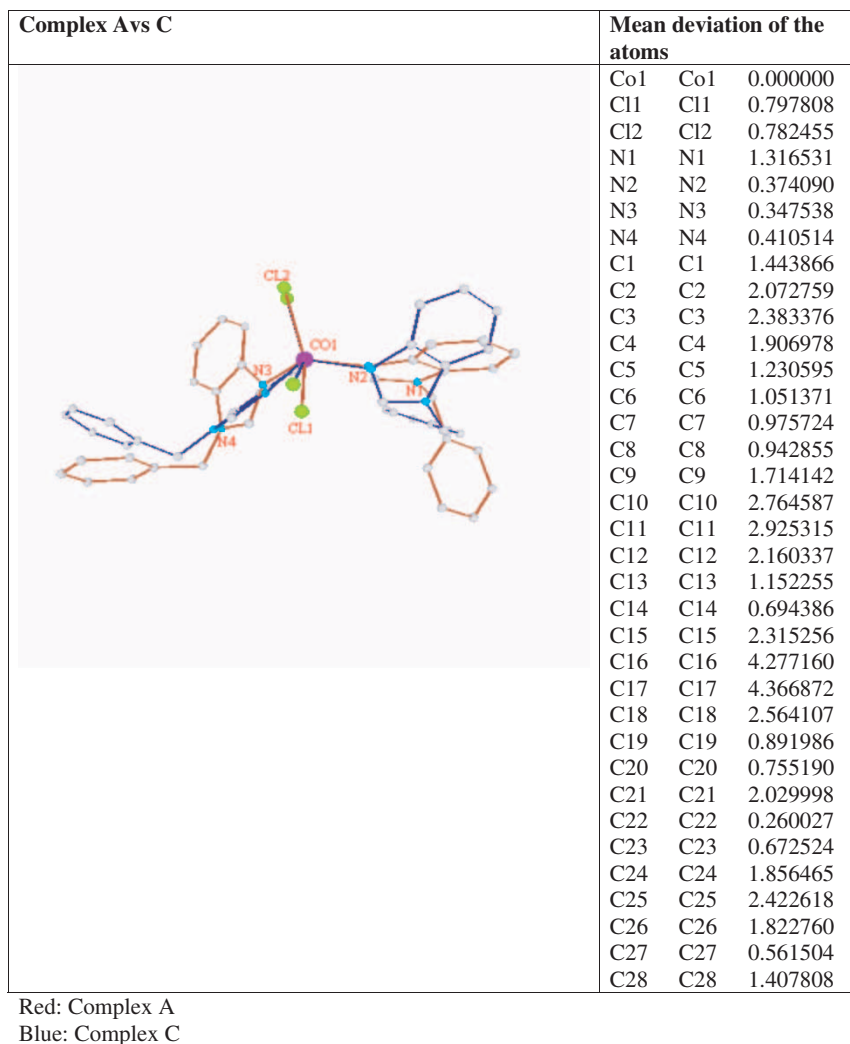 Complex Avs C
Mean deviation of the
atoms
Co1 Co1 0.000000
Cl1 Cl1 0.797808
Cl2 Cl2 0.782455
N1 N1 1.316531
N2 N2 0.374090
N3 N3 0.347538
N4 N4 0.410514
C1 C1 1.443866
C2 C2 2.072759
C3 C3 2.383376
C4 C4 1.906978
C5 C5 1.230595
C6 C6 1.051371
C7 C7 0.975724
C8 C8 0.942855
C9 C9 1.714142
C10 C10 2.764587
C11 C11 2.925315
C12 C12 2.160337
C13 C13 1.152255
C14 C14 0.694386
C15 C15 2.315256
C16 C16 4.277160
C17 C17 4.366872
C18 C18 2.564107
C19 C19 0.891986
C20 C20 0.755190
C21 C21 2.029998
C22 C22 0.260027
C23 C23 0.672524
C24 C24 1.856465
C25 C25 2.422618
C26 C26 1.822760
C27 C27 0.561504
C28 C28 1.407808
CL2
CO1
N3
N2
N1
CL1
N4
Red: Complex A
Blue: Complex C